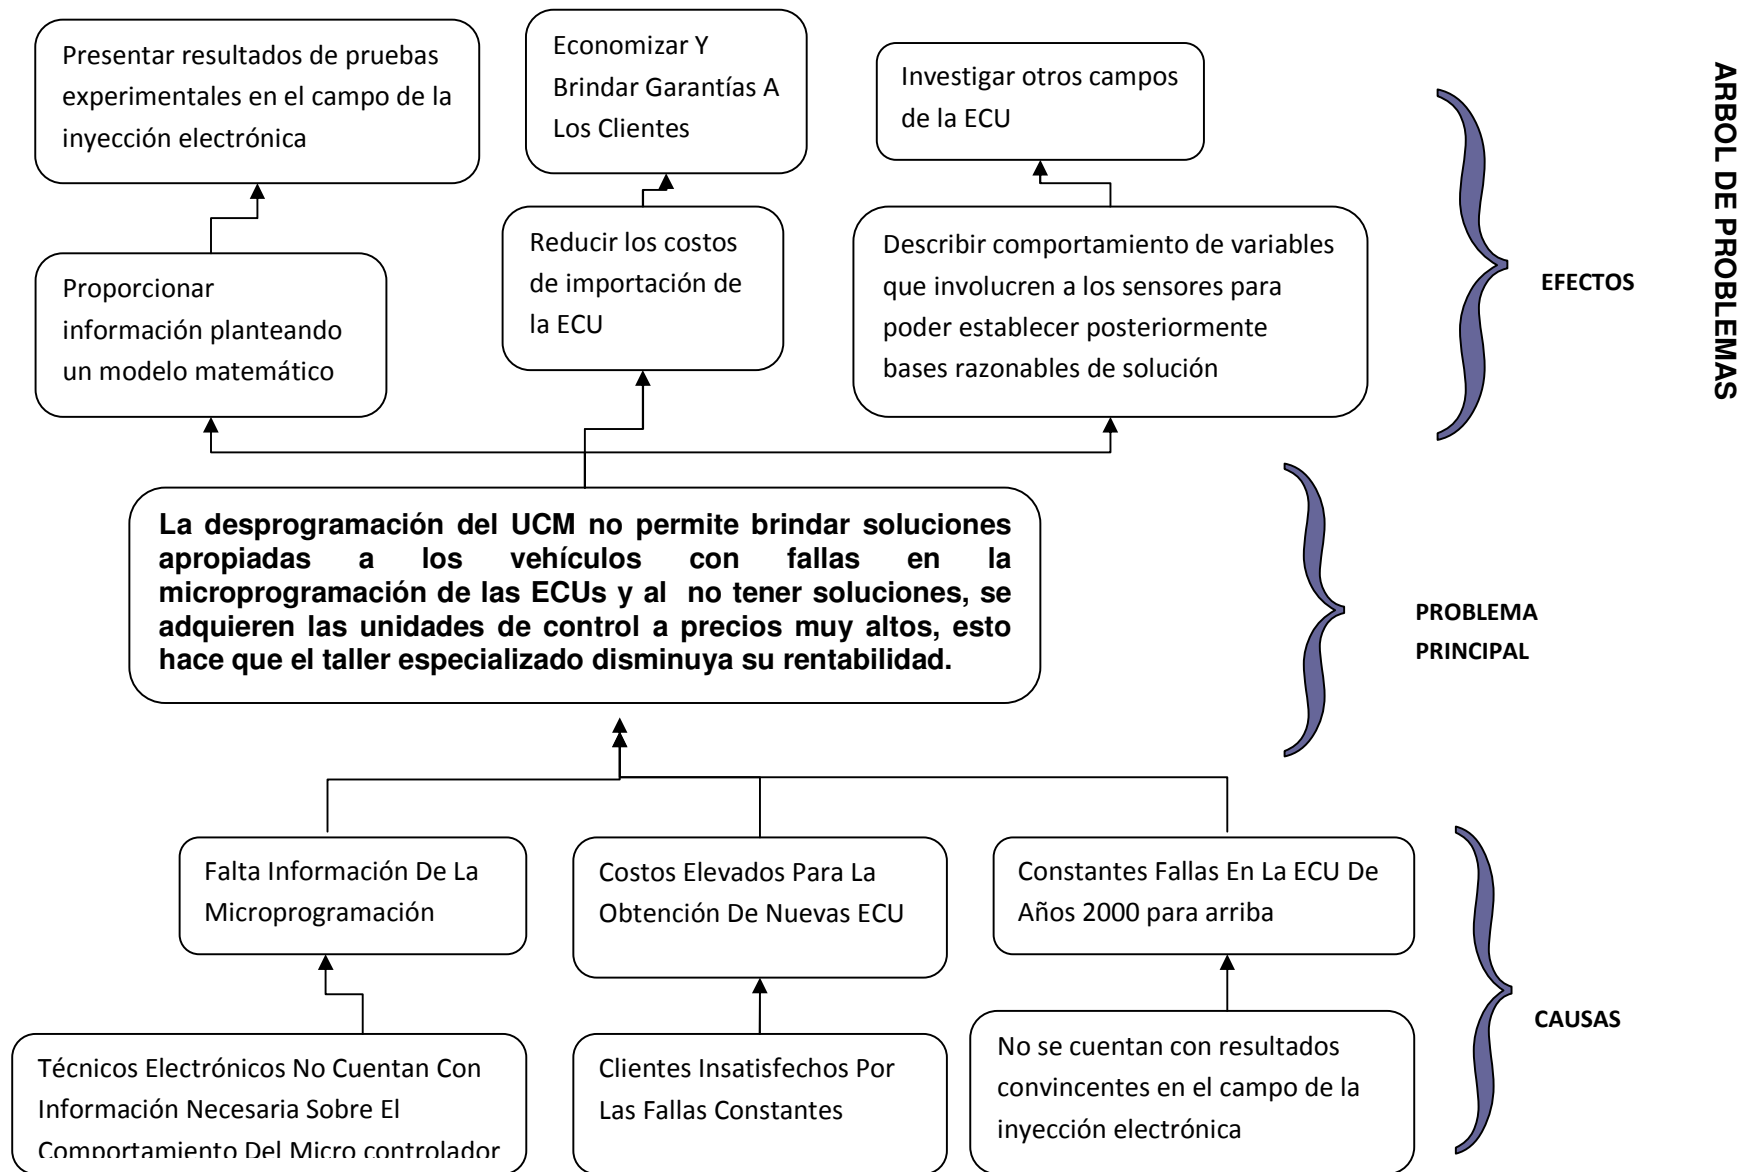 ARBOL DE PROBLEMAS
Presentar resultados de pruebas
experimentales en el campo de la
inyección electrónica
Economizar Y
Brindar Garantías A
Los Clientes
Investigar otros campos
de la ECU
Proporcionar
información planteando
un modelo matemático
Reducir los costos
de importación de
la ECU
Describir comportamiento de variables
que involucren a los sensores para
poder establecer posteriormente
bases razonables de solución
EFECTOS
La desprogramación del UCM no permite brindar soluciones
apropiadas a los vehículos con fallas en la
microprogramación de las ECUs y al no tener soluciones, se
adquieren las unidades de control a precios muy altos, esto
hace que el taller especializado disminuya su rentabilidad.
PROBLEMA
PRINCIPAL
Falta Información De La
Microprogramación
Costos Elevados Para La
Obtención De Nuevas ECU
Constantes Fallas En La ECU De
Años 2000 para arriba
CAUSAS
Técnicos Electrónicos No Cuentan Con
Información Necesaria Sobre El
Comportamiento Del Micro controlador
Clientes Insatisfechos Por
Las Fallas Constantes
No se cuentan con resultados
convincentes en el campo de la
inyección electrónica